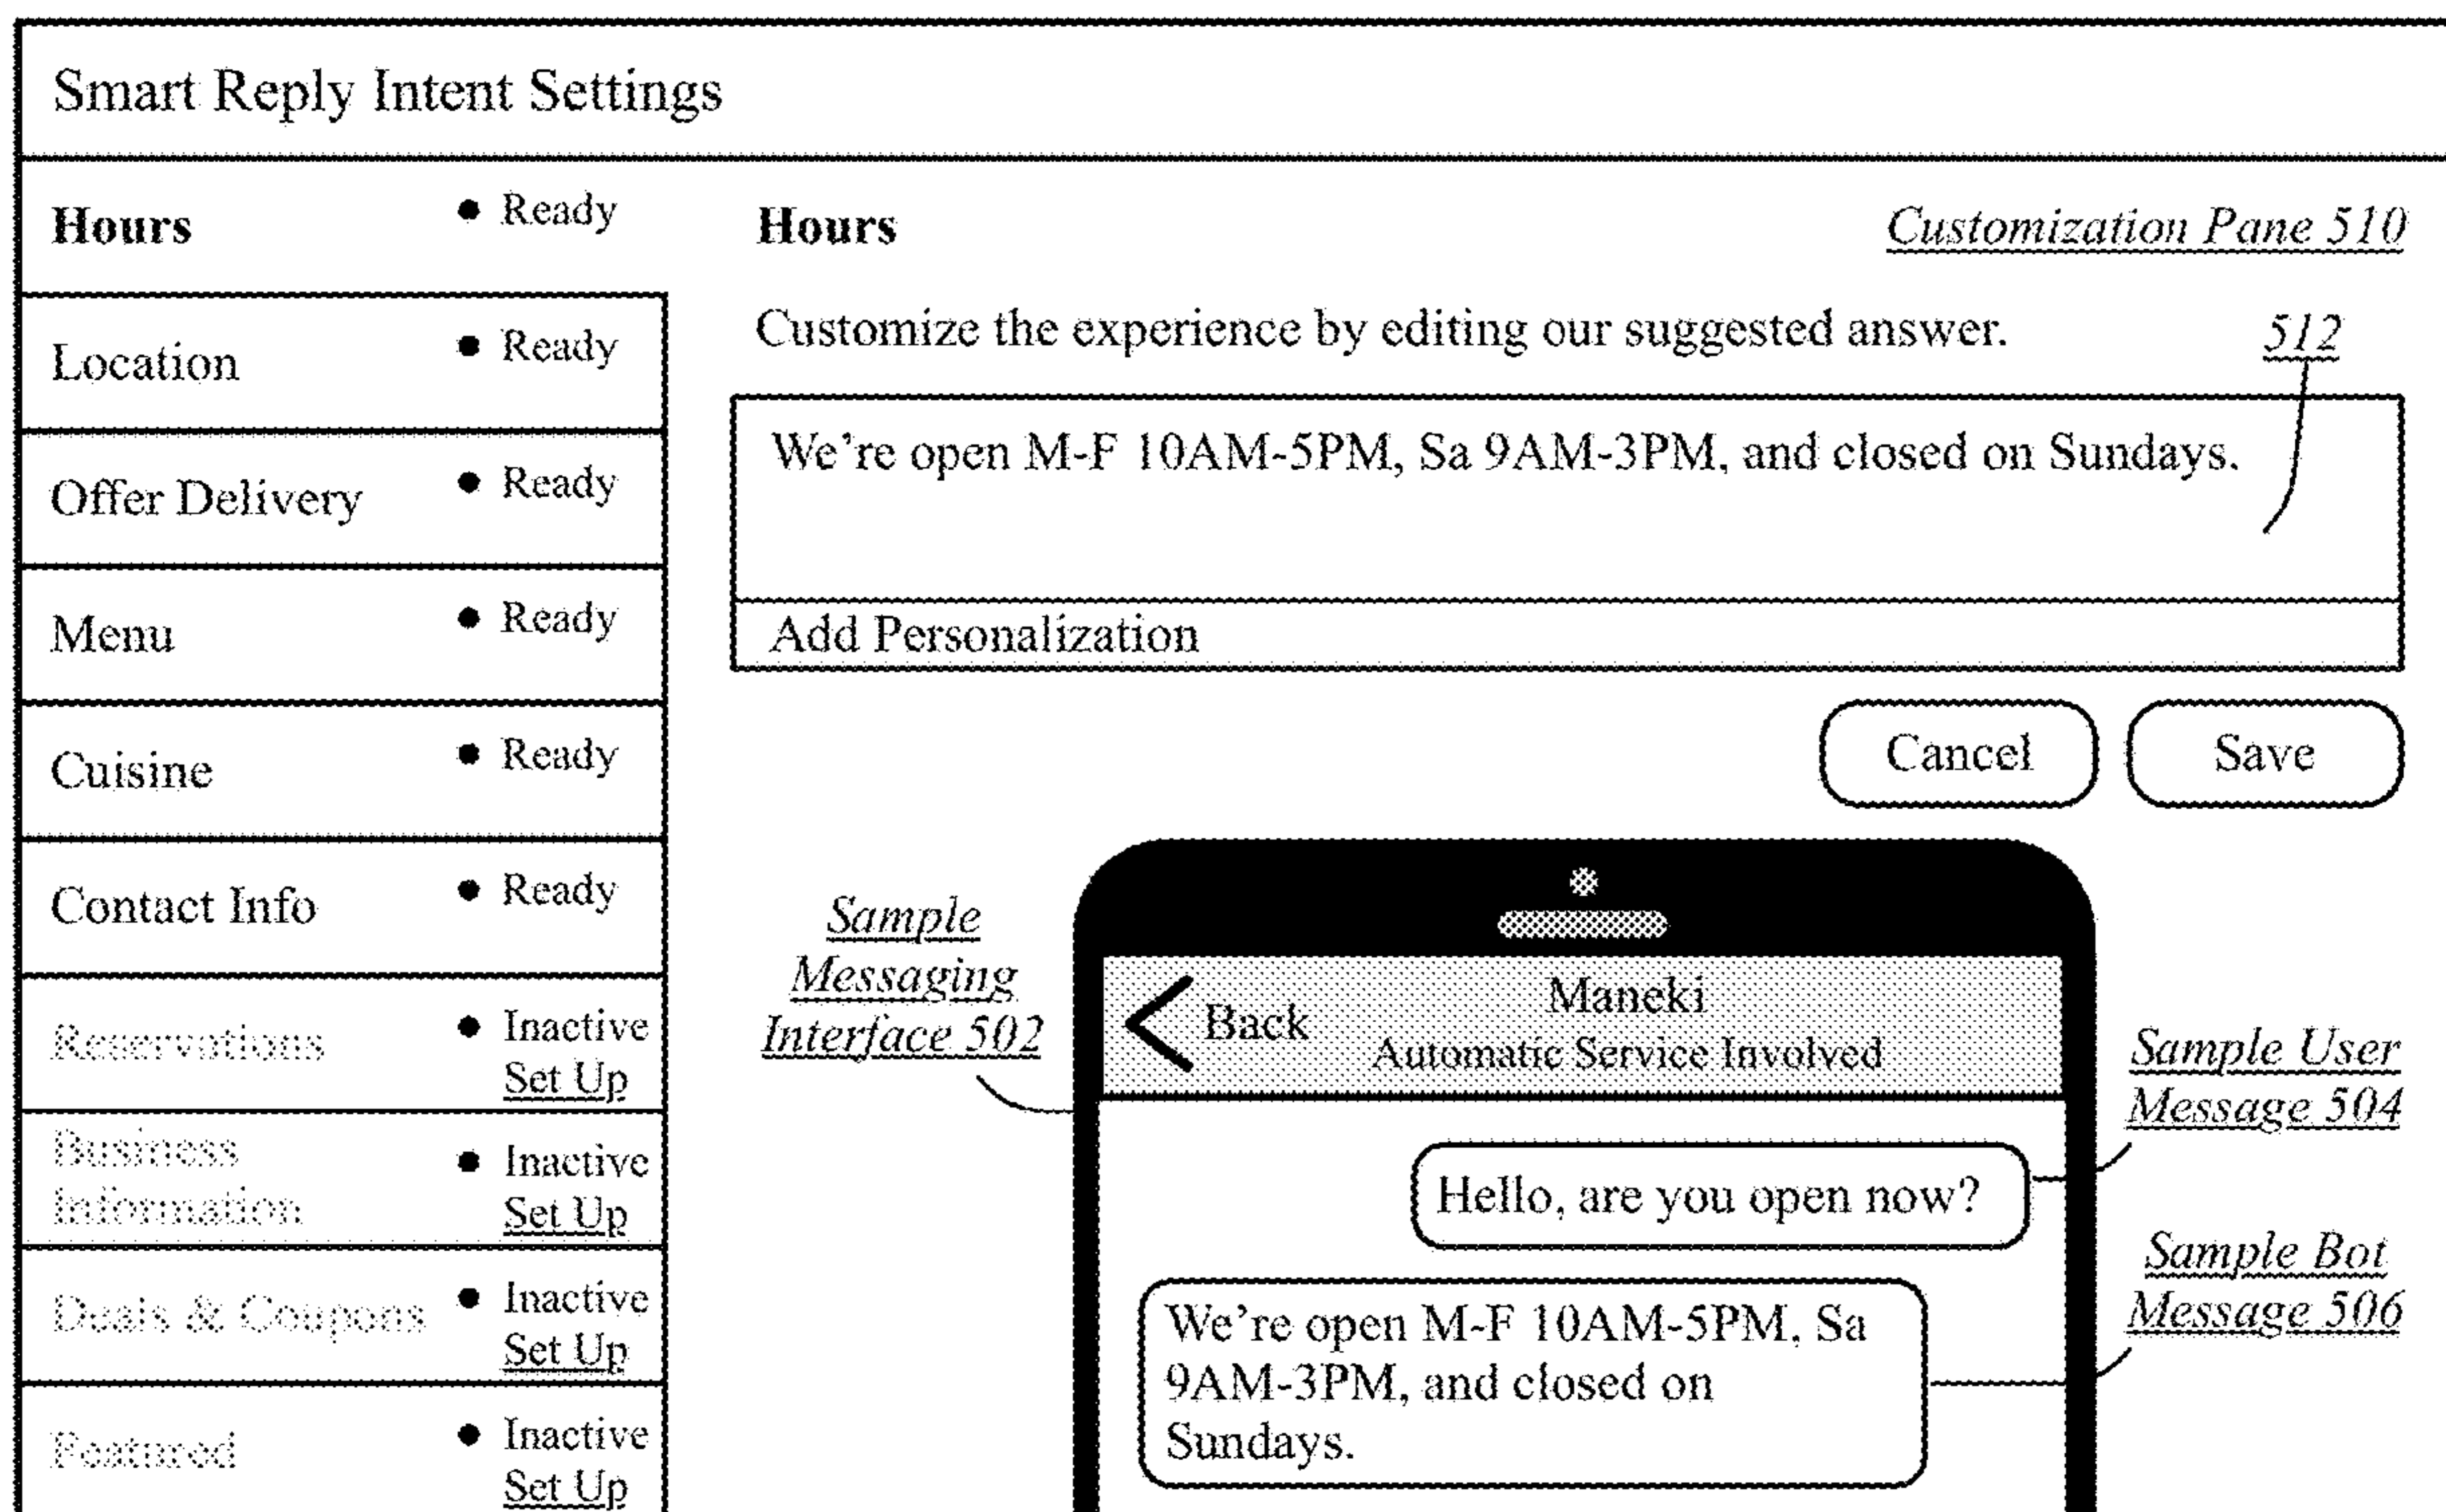 Smart Reply Intent Settings
Hours
Ready
Location
Ready
Offer Delivery
Ready
Menu
Ready
Cuisine
Ready
Contact Info
Ready
Reservations
Inactive
Set Up
Business
Information
Inactive
Set Up
Deals & Coupons
Inactive
Set Up
Featured
Inactive
Set Up
Hours
Customization Pane 510
Customize the experience by editing our suggested answer.
512
We're open M-F 10AM-5PM, Sa 9AM-3PM, and closed on Sundays.
Add Personalization
Cancel
Save
Sample
Messaging
Interface 502
Back
Maneki
Automatic Service Involved
Sample User
Message 504
Hello, are you open now?
Sample Bot
Message 506
We're open M-F 10AM-5PM, Sa
9AM-3PM, and closed on
Sundays.